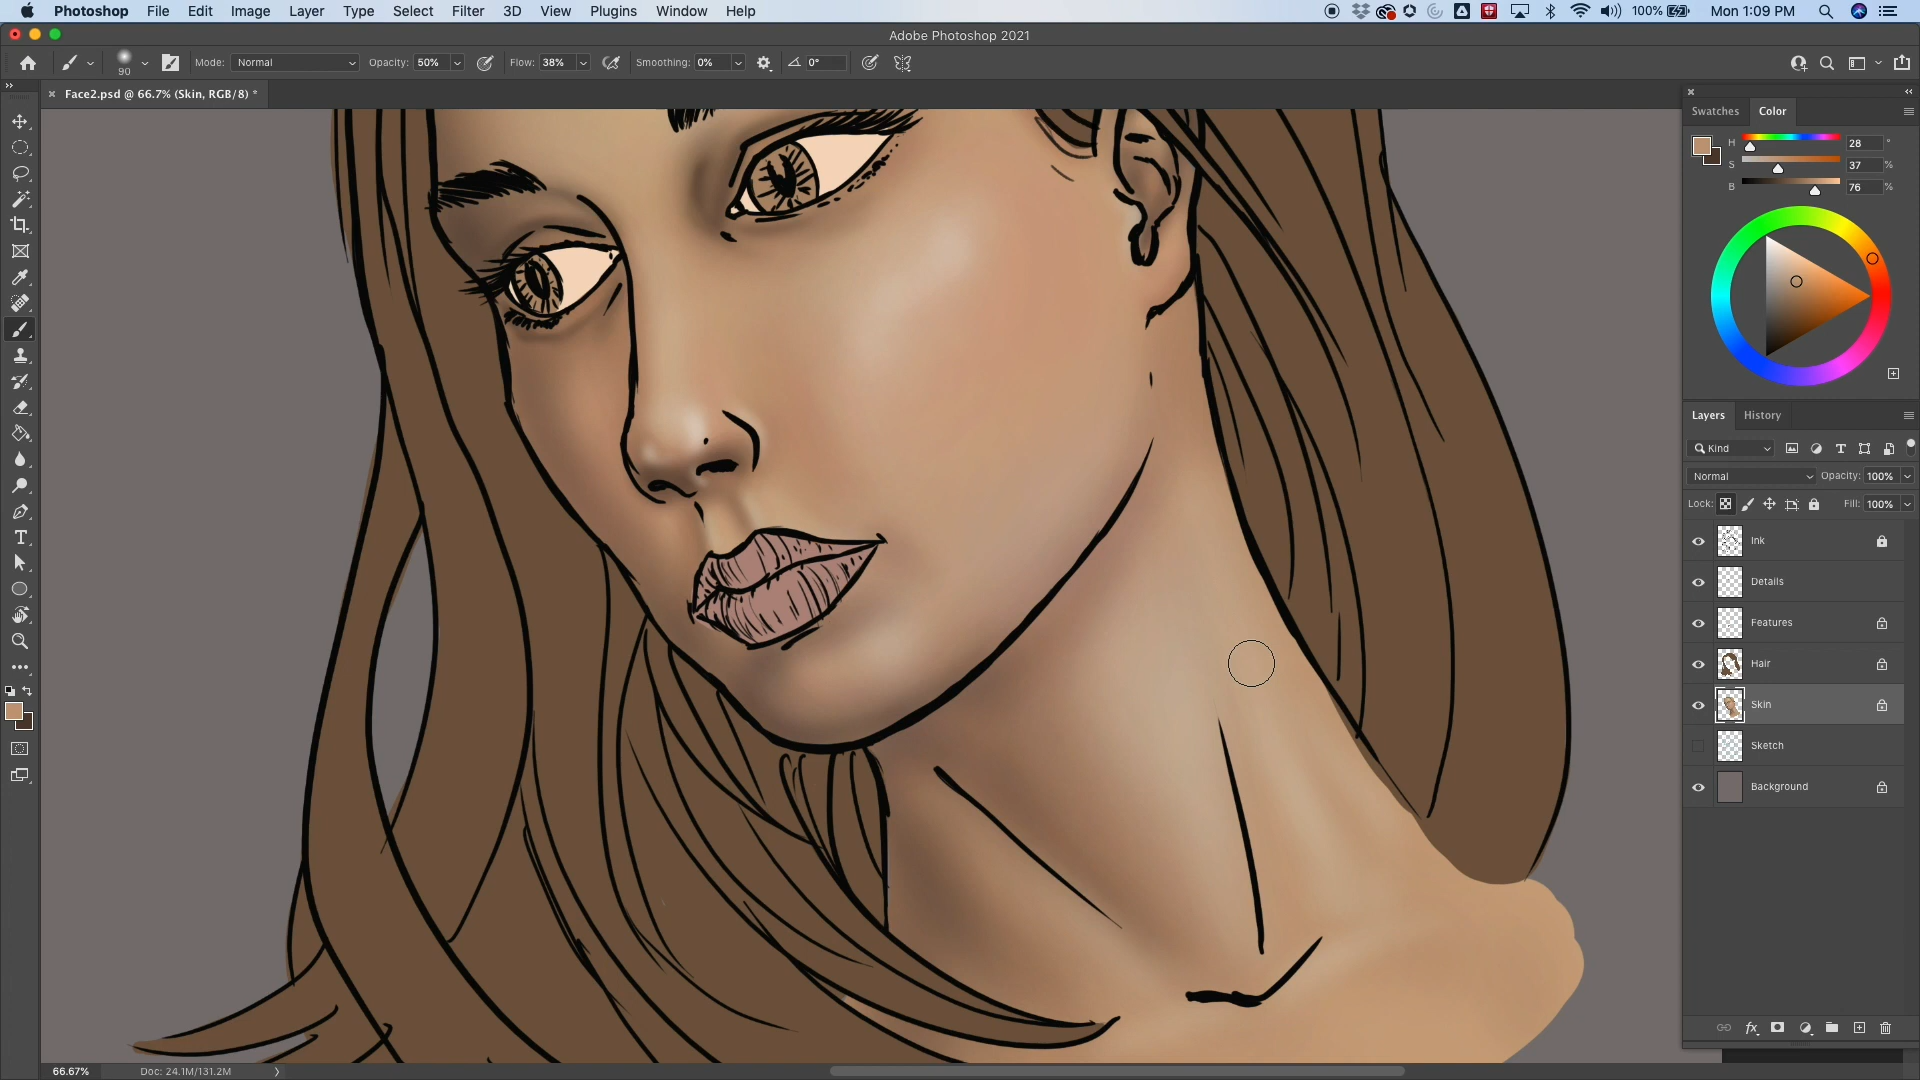 Photoshop File Edit Image Layer Type Select Filter 3D View Plugins Window Help 100% Mon 1:09 PM
Adobe Photoshop 2021
90 Mode: Normal Opacity: 50% Flow: 38% Smoothing: 0% 0°
Face2.psd @ 66.7% (Skin, RGB/8) *
Swatches Color
H 28 °
S 37 %
B 76 %
Layers History
Kind
Normal Opacity: 100%
Lock: Fill: 100%
Ink
Details
Features
Hair
Skin
Sketch
Background
fx
66.67% Doc: 24.1M/131.2M